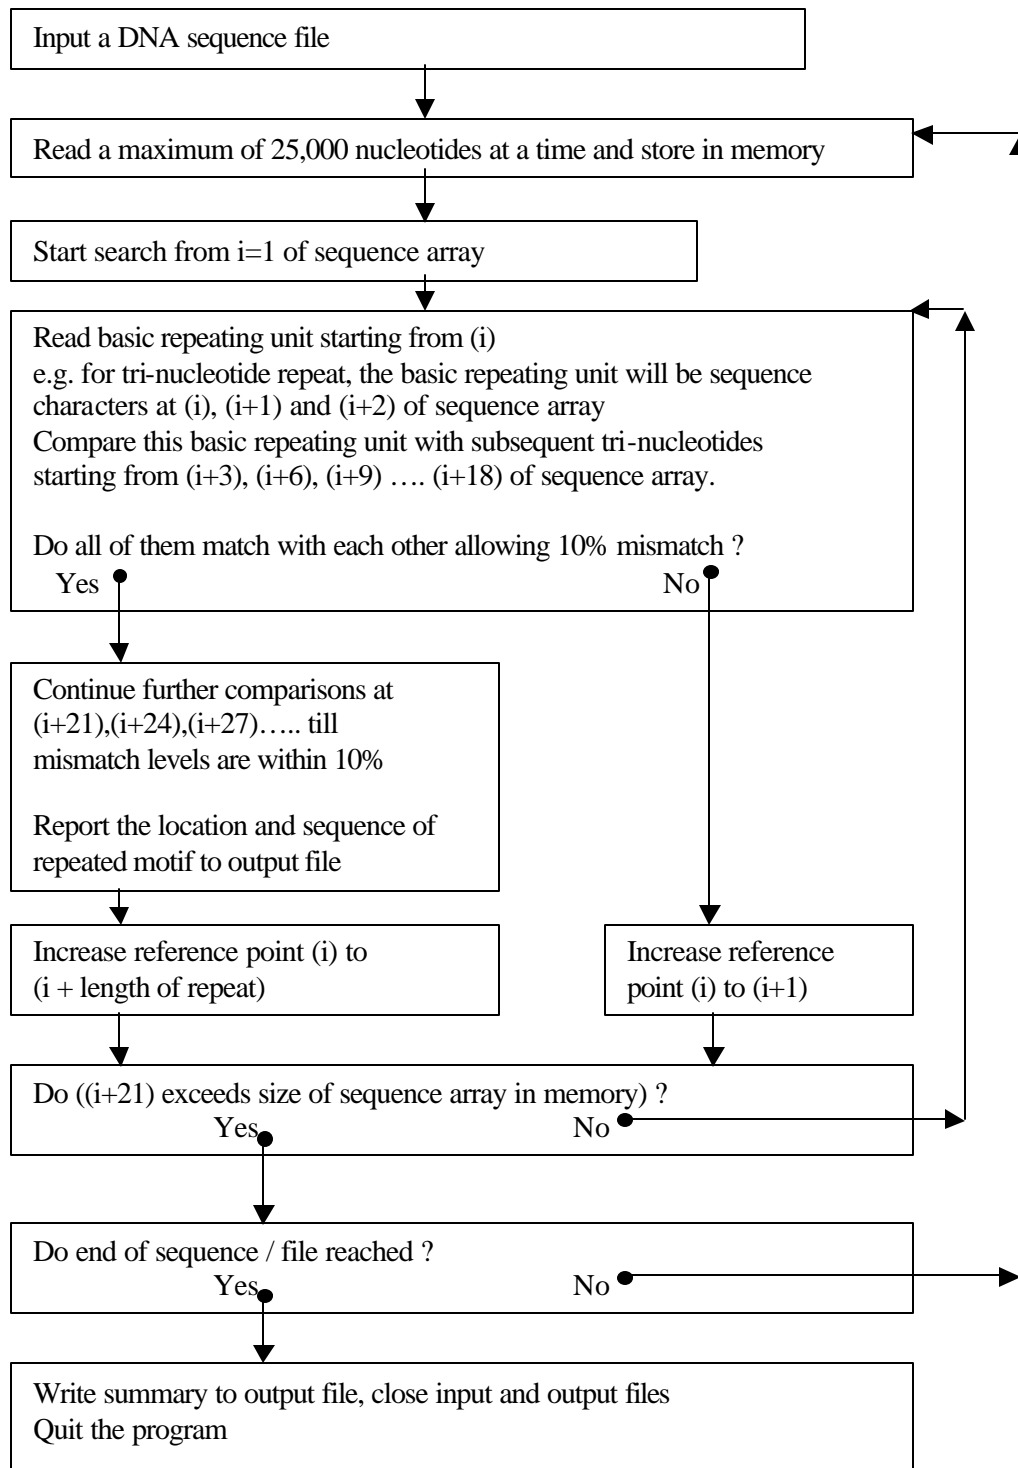 Input a DNA sequence file
Read a maximum of 25,000 nucleotides at a time and store in memory
Start search from i=1 of sequence array
Read basic repeating unit starting from (i)
e.g. for tri-nucleotide repeat, the basic repeating unit will be sequence
characters at (i), (i+1) and (i+2) of sequence array
Compare this basic repeating unit with subsequent tri-nucleotides
starting from (i+3), (i+6), (i+9) …. (i+18) of sequence array.
Do all of them match with each other allowing 10% mismatch ?
Yes No
Continue further comparisons at
(i+21),(i+24),(i+27)….. till
mismatch levels are within 10%
Report the location and sequence of
repeated motif to output file
Increase reference point (i) to
(i + length of repeat)
Increase reference
point (i) to (i+1)
Do ((i+21) exceeds size of sequence array in memory) ?
Yes No
Do end of sequence / file reached ?
Yes No
Write summary to output file, close input and output files
Quit the program